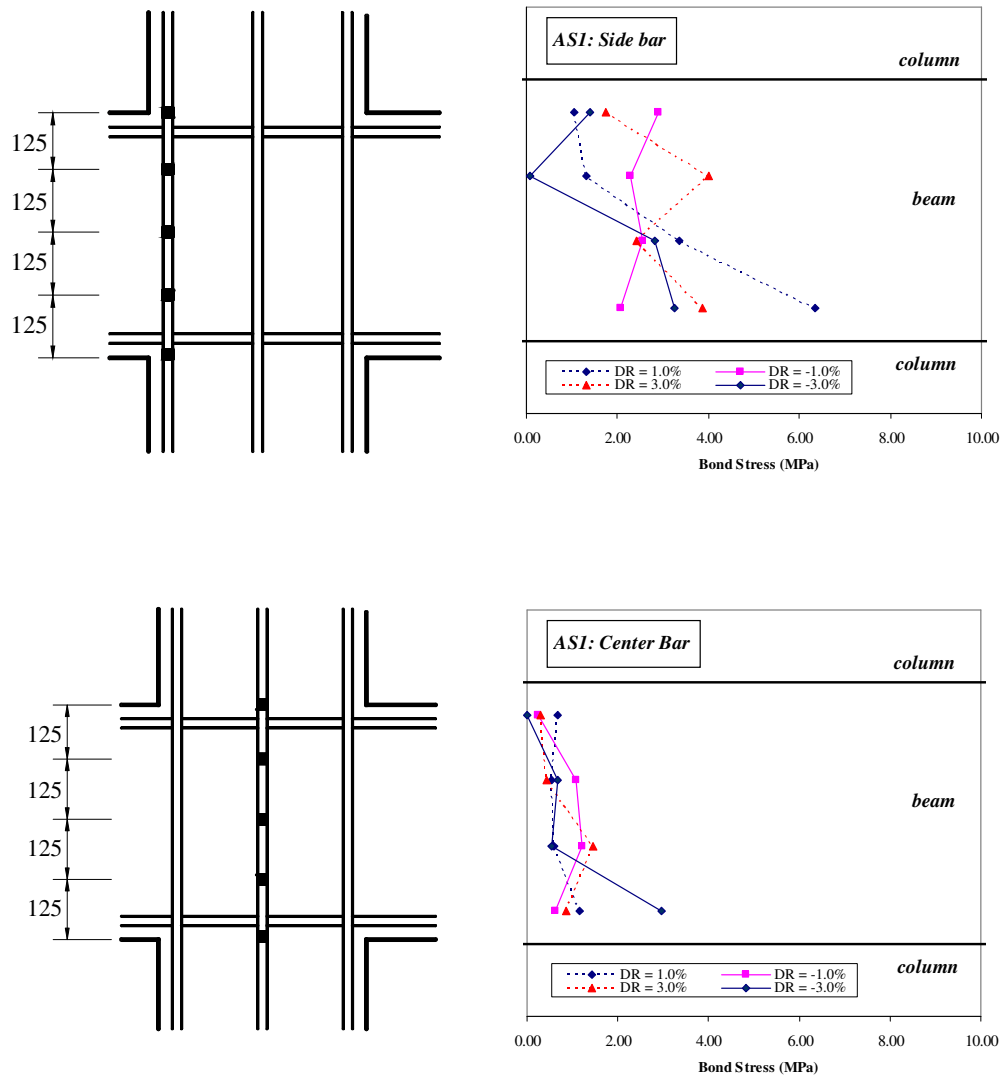 125
125
125
125
AS1: Side bar
column
beam
column
DR = 1.0%
DR = -1.0%
DR = 3.0%
DR = -3.0%
0.00
2.00
4.00
6.00
8.00
10.00
Bond Stress (MPa)
125
125
125
125
AS1: Center Bar
column
beam
column
DR = 1.0%
DR = -1.0%
DR = 3.0%
DR = -3.0%
0.00
2.00
4.00
6.00
8.00
10.00
Bond Stress (MPa)